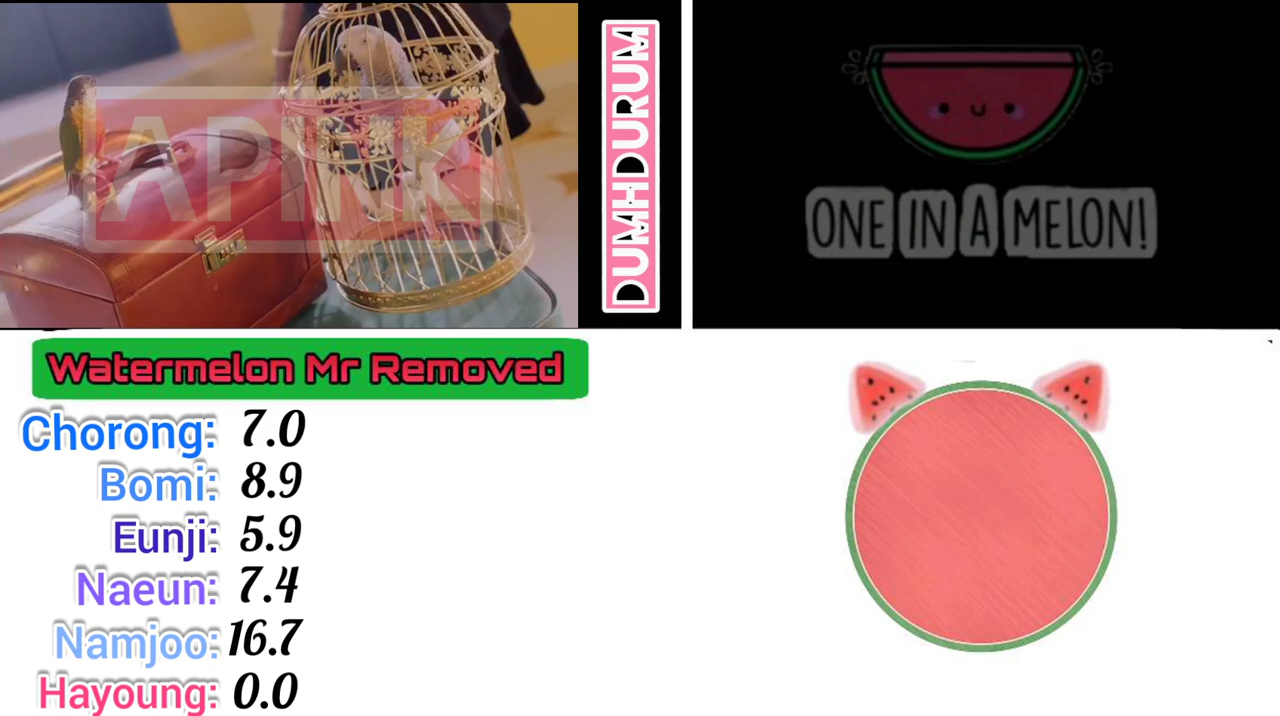 APINK
DUMHDURUM
ONE IN A MELON!
Watermelon Mr Removed
Chorong: 7.0
Bomi: 8.9
Eunji: 5.9
Naeun: 7.4
Namjoo: 16.7
Hayoung: 0.0